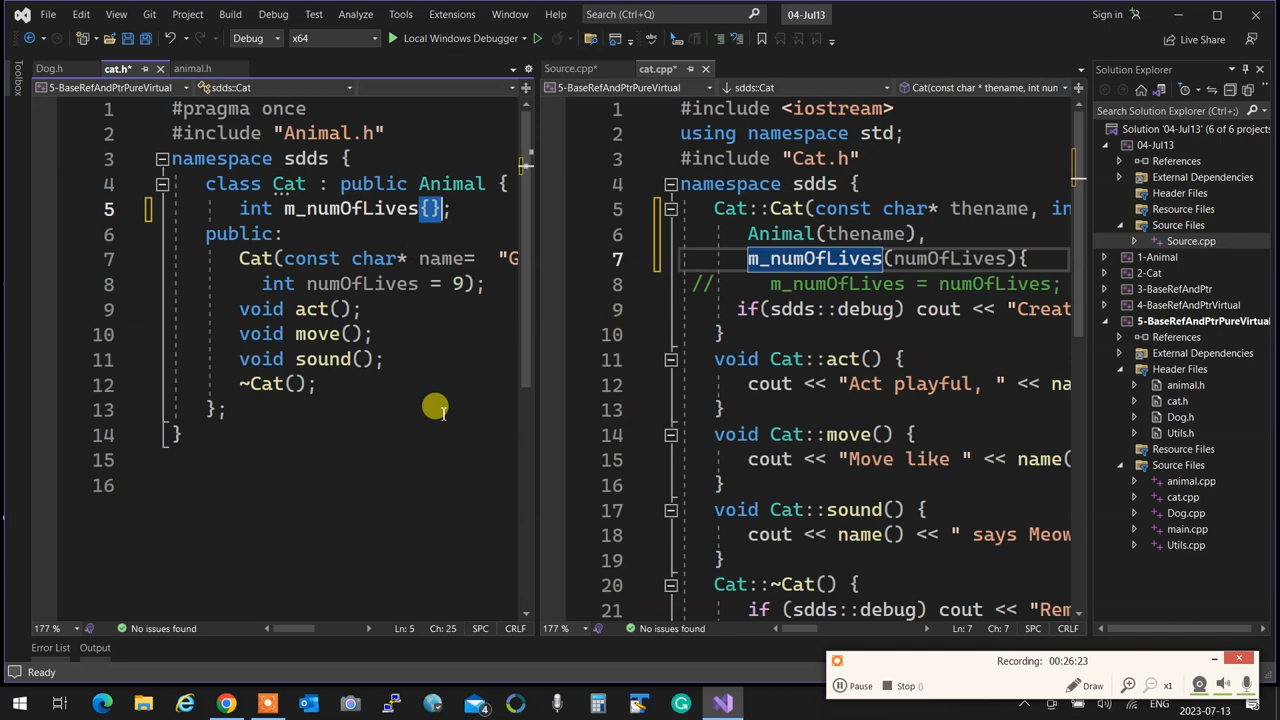 File Edit View Git Project Build Debug Test Analyze Tools Extensions Window Help Search (Ctrl+Q) 04-Jul13 Sign in
Debug x64 Local Windows Debugger Live Share
Toolbox
Dog.h cat.h* animal.h
5-BaseRefAndPtrPureVirtual sdds::Cat
1 #pragma once
2 #include "Animal.h"
3 namespace sdds {
4 class Cat : public Animal {
5 int m_numOfLives{};
6 public:
7 Cat(const char* name= "G
8 int numOfLives = 9);
9 void act();
10 void move();
11 void sound();
12 ~Cat();
13 };
14 }
15
16
177 % No issues found Ln: 5 Ch: 25 SPC CRLF
Source.cpp* cat.cpp*
5-BaseRefAndPtrPureVirtual sdds::Cat Cat(const char * thename, int nun
1 #include <iostream>
2 using namespace std;
3 #include "Cat.h"
4 namespace sdds {
5 Cat::Cat(const char* thename, in
6 Animal(thename),
7 m_numOfLives(numOfLives){
8 // m_numOfLives = numOfLives;
9 if(sdds::debug) cout << "Creat
10 }
11 void Cat::act() {
12 cout << "Act playful, " << na
13 }
14 void Cat::move() {
15 cout << "Move like " << name(
16 }
17 void Cat::sound() {
18 cout << name() << " says Meow
19 }
20 Cat::~Cat() {
21 if (sdds::debug) cout << "Rem
177 % No issues found Ln: 7 Ch: 7 SPC CRLF
Solution Explorer
Search Solution Explorer (Ctrl+;)
Solution '04-Jul13' (6 of 6 projects
04-Jul13
References
External Dependencies
Header Files
Resource Files
Source Files
Source.cpp
1-Animal
2-Cat
3-BaseRefAndPtr
4-BaseRefAndPtrVirtual
5-BaseRefAndPtrPureVirtual
References
External Dependencies
Header Files
animal.h
cat.h
Dog.h
Utils.h
Resource Files
Source Files
animal.cpp
cat.cpp
Dog.cpp
main.cpp
Utils.cpp
Error List Output
Ready
Recording: 00:26:23
Pause Stop () Draw x1
4 ENG 2023-07-13